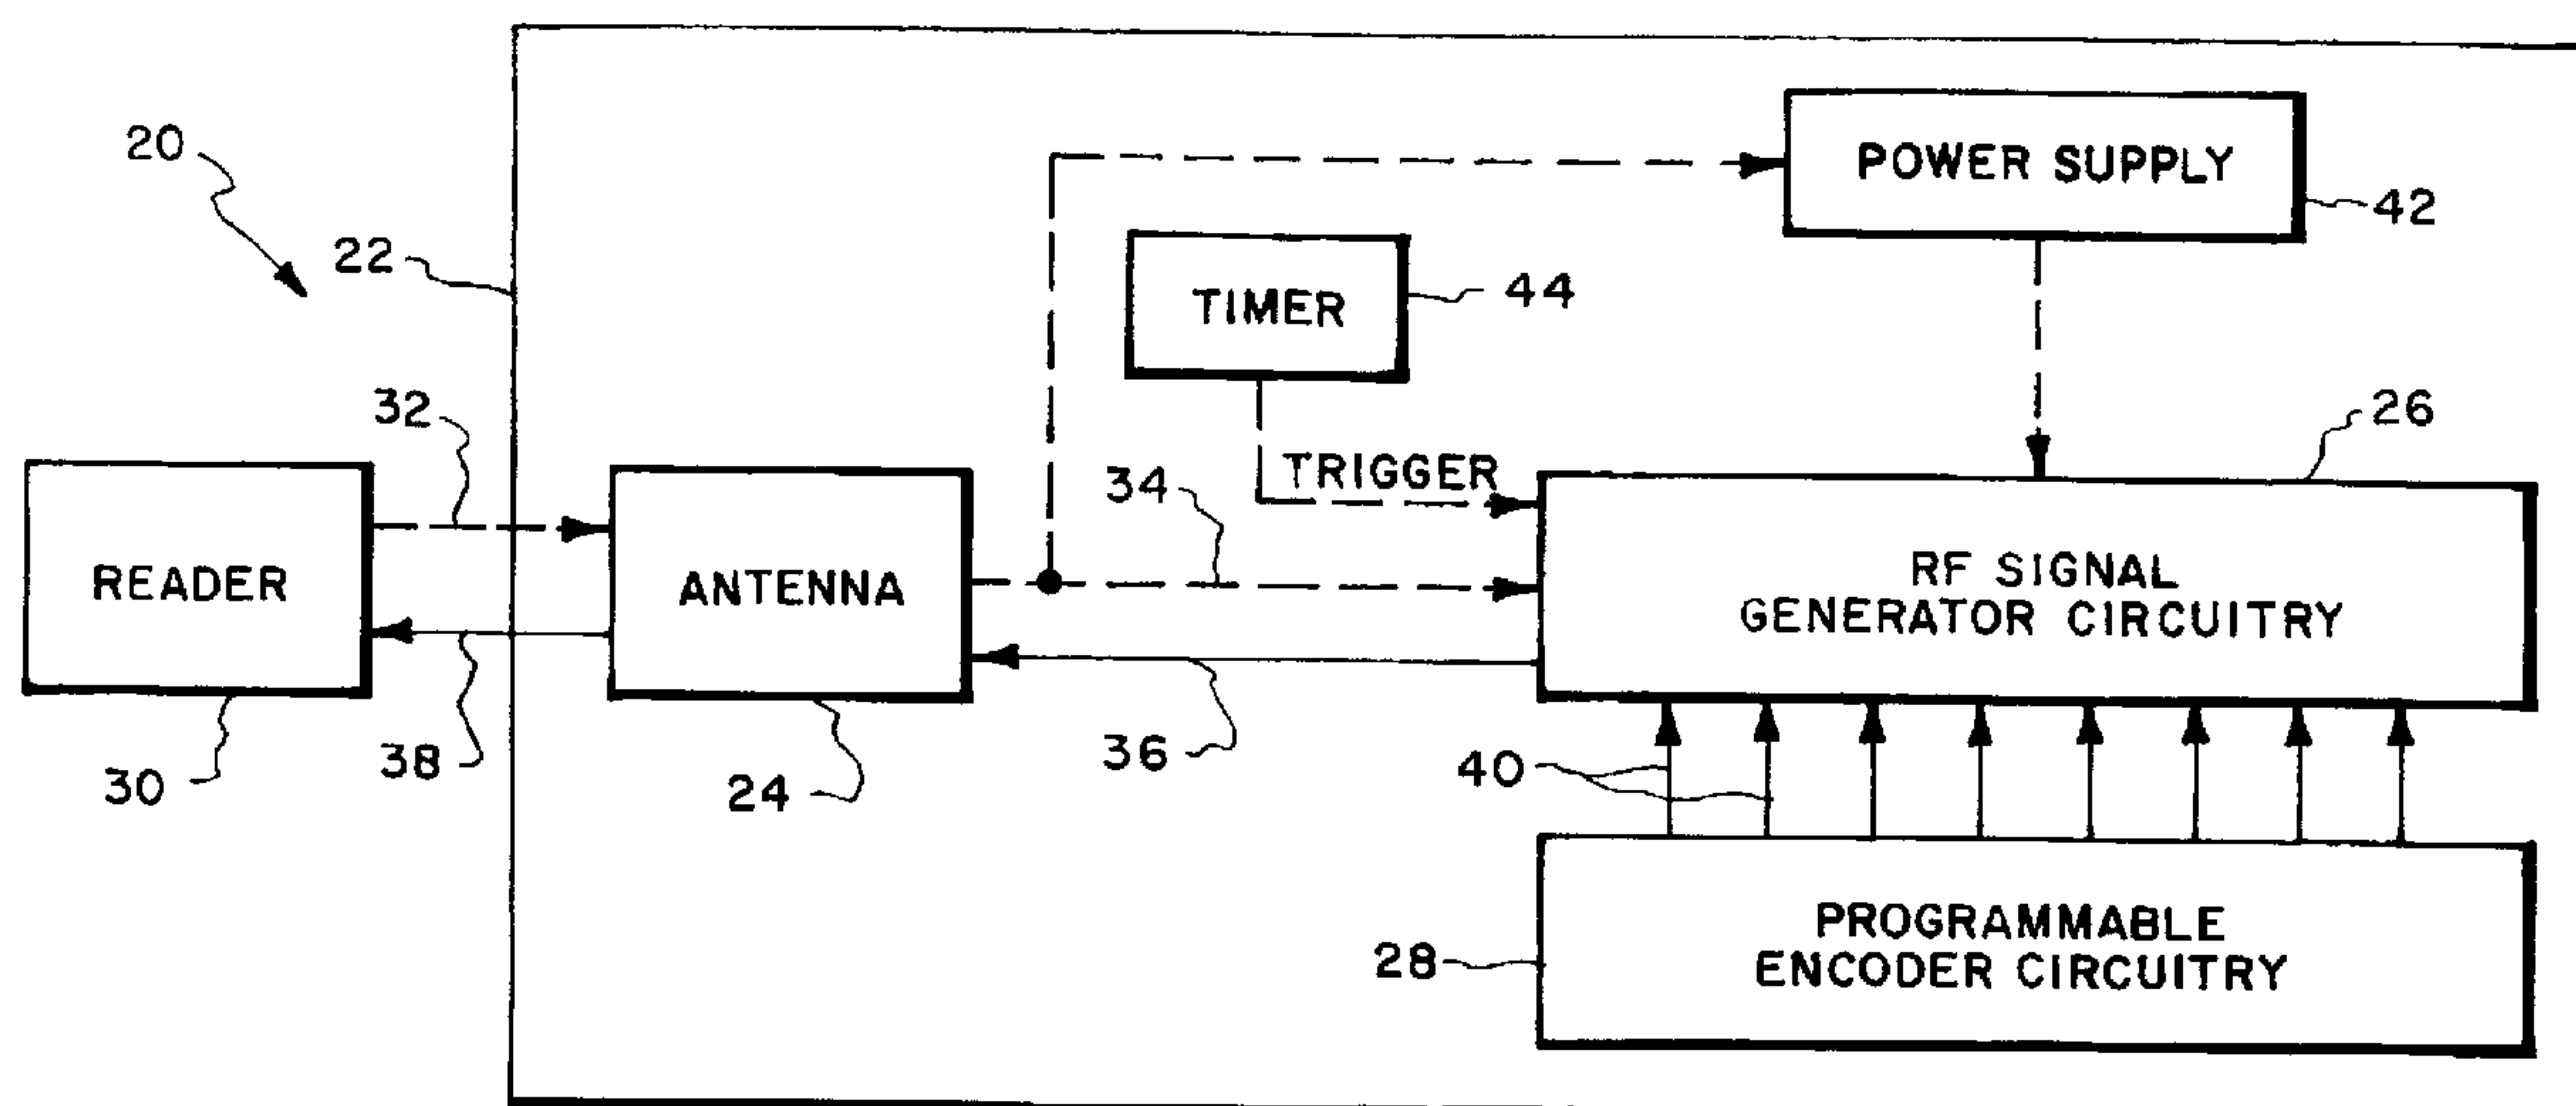 20
22
POWER SUPPLY
42
TIMER
44
32
TRIGGER
34
26
READER
ANTENNA
RF SIGNAL
GENERATOR CIRCUITRY
30
38
24
36
40
28
PROGRAMMABLE
ENCODER CIRCUITRY